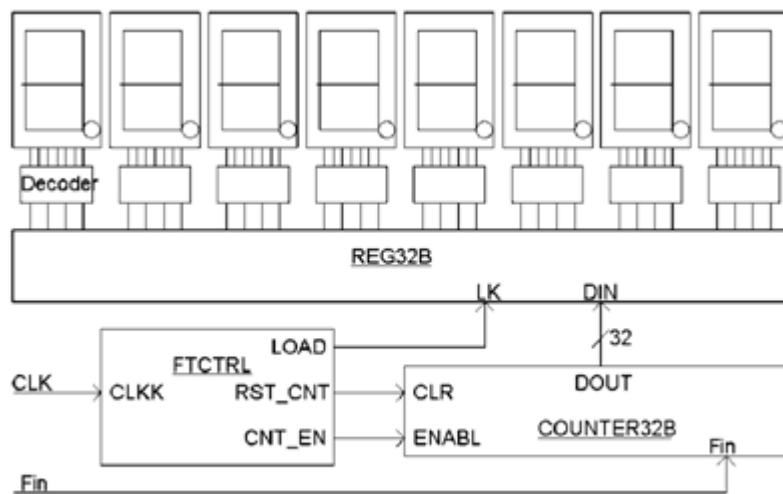 Decoder
REG32B
LK DIN
LOAD
32
FTCTRL
DOUT
CLK
CLKK
RST_CNT
CLR
CNT_EN
ENABL
COUNTER32B
Fin
Fin